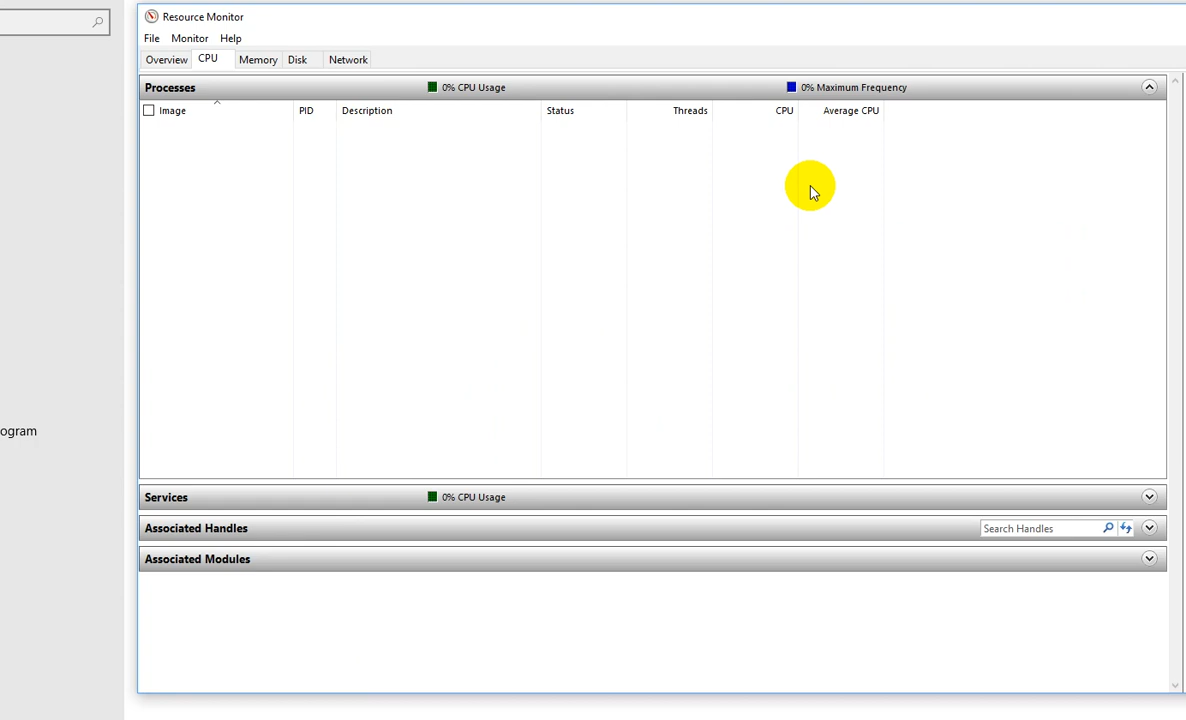 Resource Monitor
File Monitor Help
Overview CPU Memory Disk Network
Processes 0% CPU Usage 0% Maximum Frequency
Image PID Description Status Threads CPU Average CPU
ogram
Services 0% CPU Usage
Associated Handles Search Handles
Associated Modules